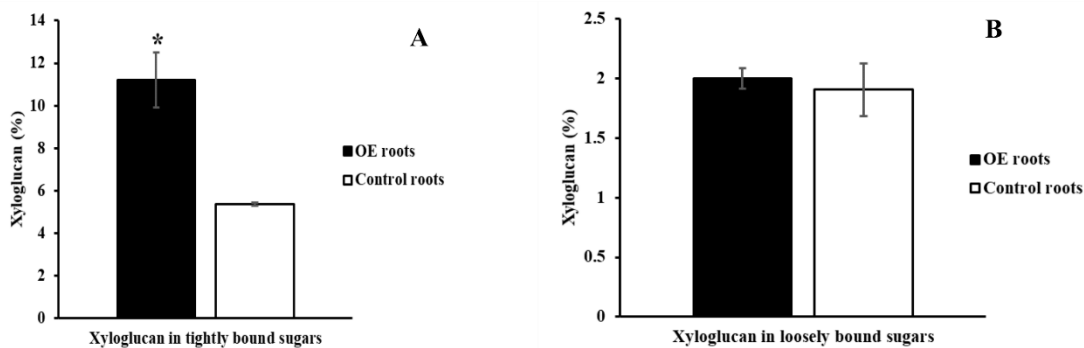 A
Xyloglucan (%)
14
12
10
8
6
4
2
0
*
OE roots
Control roots
Xyloglucan in tightly bound sugars
B
Xyloglucan (%)
2.5
2
1.5
1
0.5
0
OE roots
Control roots
Xyloglucan in loosely bound sugars